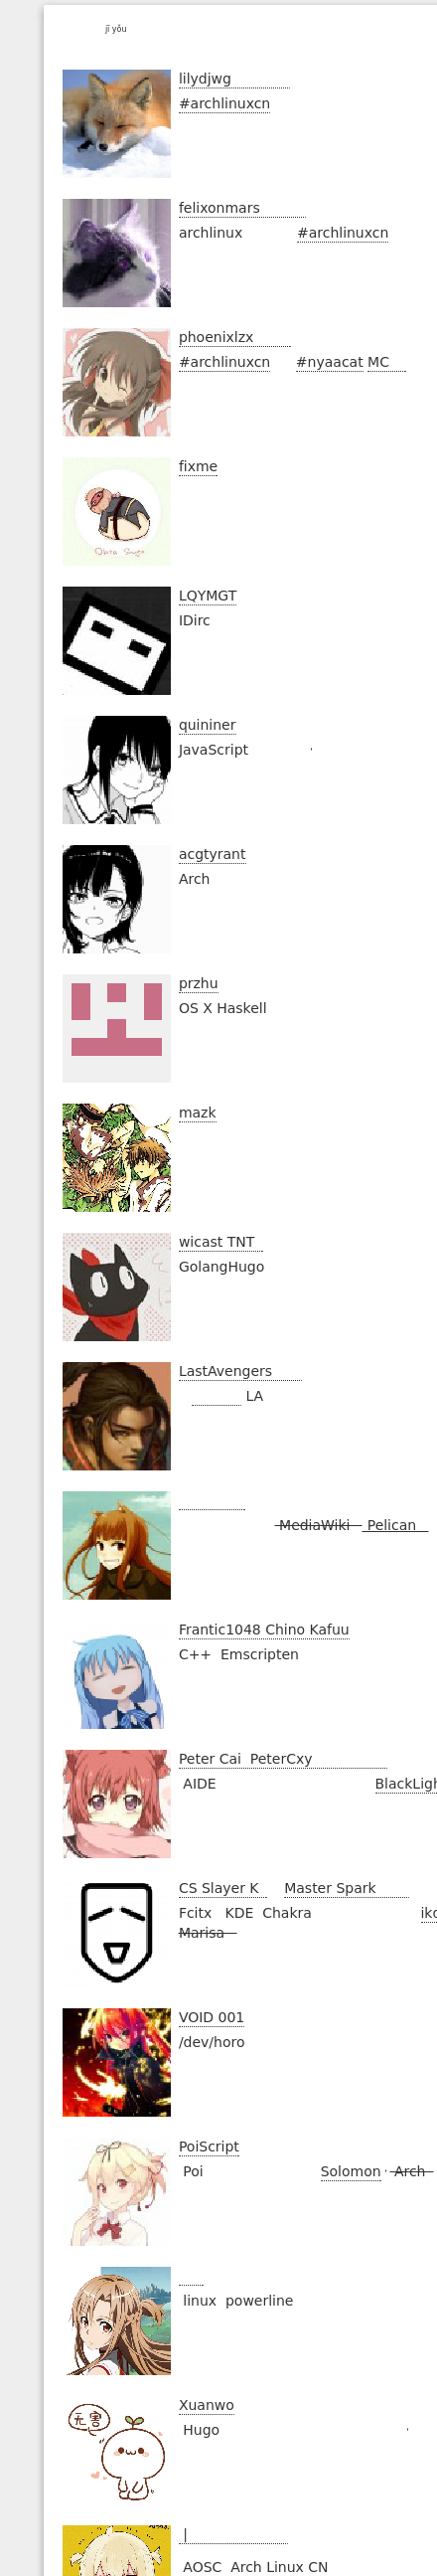 jī yǒu
lilydjwg
#archlinuxcn
felixonmars
archlinux #archlinuxcn
phoenixlzx
#archlinuxcn #nyaacat MC
fixme
LQYMGT
IDirc
quininer
JavaScript
acgtyrant
Arch
przhu
OS X Haskell
mazk
wicast TNT
GolangHugo
LastAvengers
LA
MediaWiki Pelican
Frantic1048 Chino Kafuu
C++ Emscripten
Peter Cai PeterCxy
AIDE
CS Slayer K Master Spark
Fcitx KDE Chakra
Marisa
VOID 001
/dev/horo
PoiScript
Poi Solomon Arch
linux powerline
无害
Xuanwo
Hugo
|
AOSC Arch Linux CN